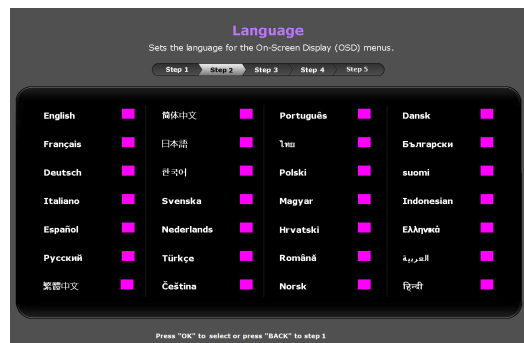 Language
Sets the language for the On-Screen Display (OSD) menus.
Step 1 Step 2 Step 3 Step 4 Step 5
English 简体中文 Português Dansk
Français 日本語 ไทย Български
Deutsch 한국어 Polski suomi
Italiano Svenska Magyar Indonesian
Español Nederlands Hrvatski Ελληνικά
Русский Türkçe Română العربية
繁體中文 Čeština Norsk हिन्दी
Press "OK" to select or press "BACK" to step 1